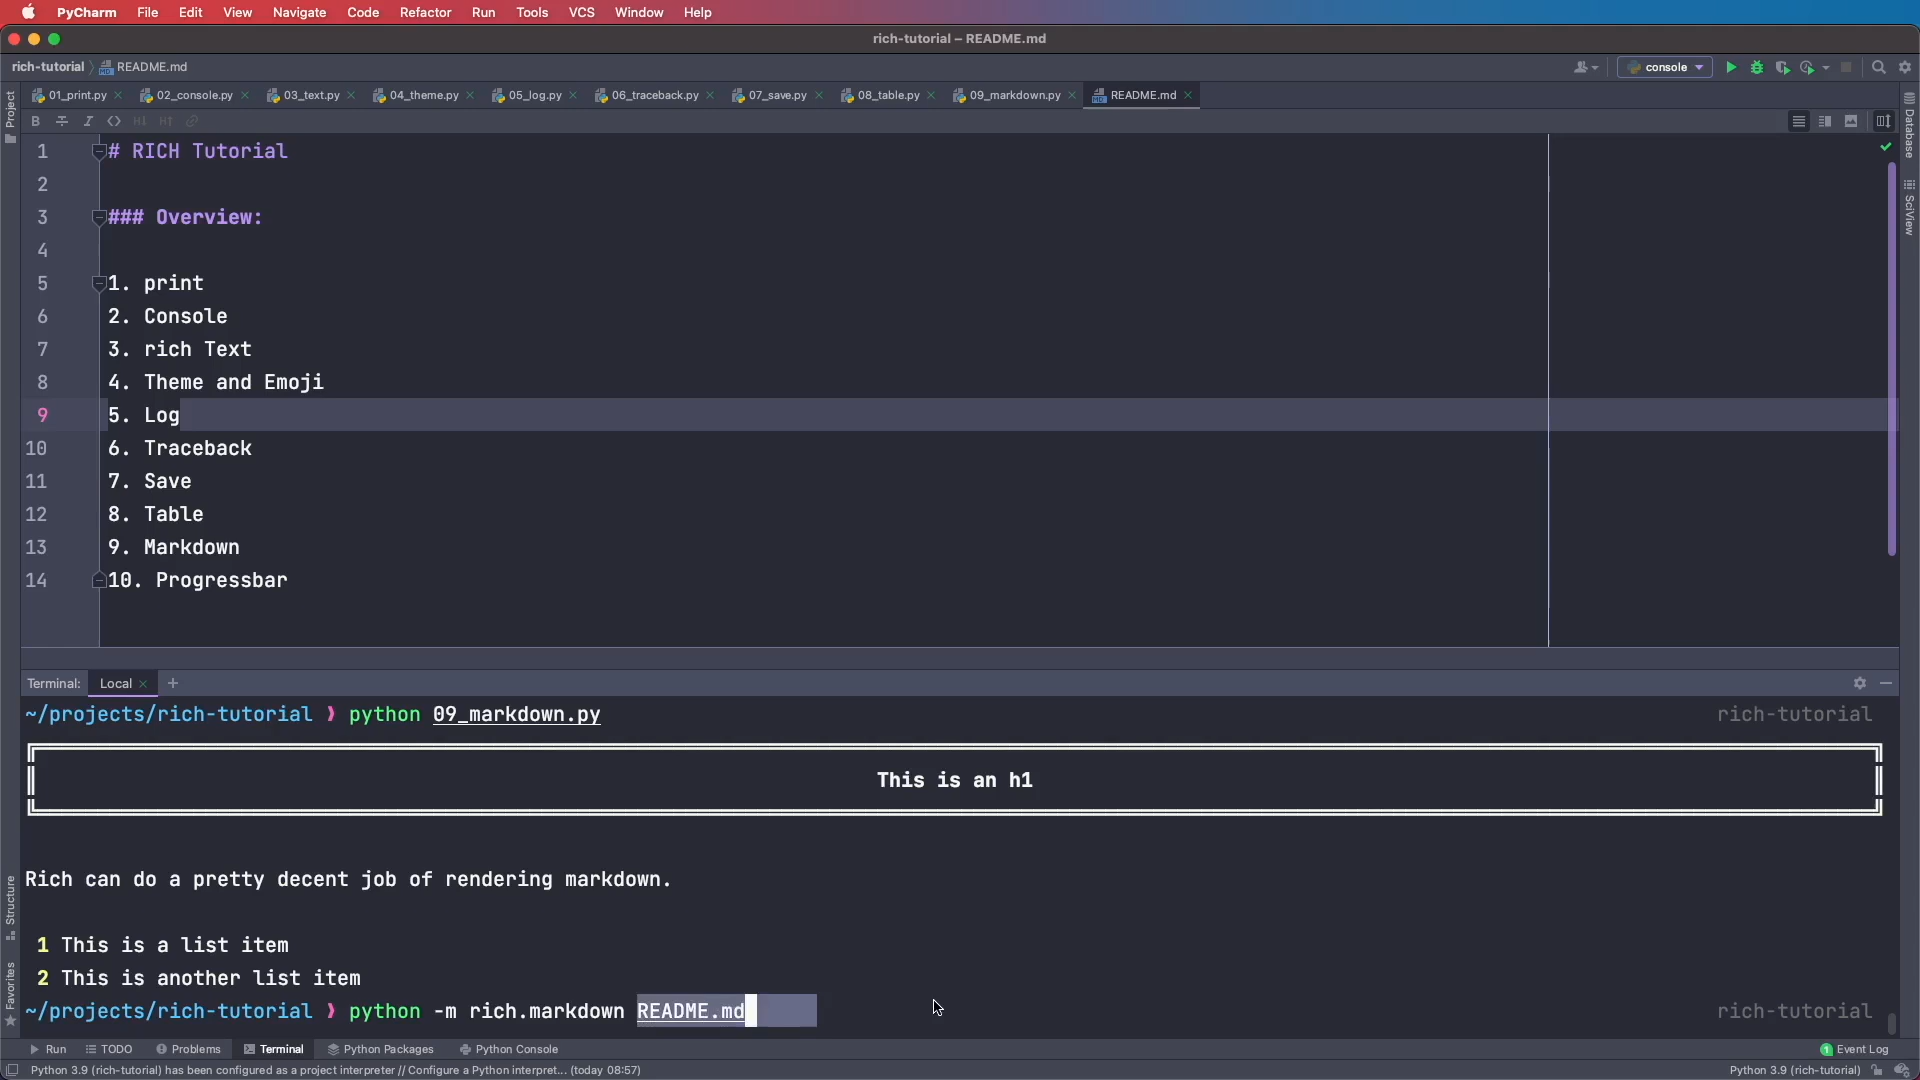 PyCharm File Edit View Navigate Code Refactor Run Tools VCS Window Help
rich-tutorial – README.md
rich-tutorial README.md console
01_print.py 02_console.py 03_text.py 04_theme.py 05_log.py 06_traceback.py 07_save.py 08_table.py 09_markdown.py README.md
Project
Database
SciView
B I <> H↓ H↑
1 # RICH Tutorial
2
3 ### Overview:
4
5 1. print
6 2. Console
7 3. rich Text
8 4. Theme and Emoji
9 5. Log
10 6. Traceback
11 7. Save
12 8. Table
13 9. Markdown
14 10. Progressbar
Terminal: Local +
~/projects/rich-tutorial ❱ python 09_markdown.py rich-tutorial
This is an h1
Rich can do a pretty decent job of rendering markdown.
1 This is a list item
2 This is another list item
~/projects/rich-tutorial ❱ python -m rich.markdown README.md rich-tutorial
Structure
Favorites
Run TODO Problems Terminal Python Packages Python Console 1 Event Log
Python 3.9 (rich-tutorial) has been configured as a project interpreter // Configure a Python interpret... (today 08:57) Python 3.9 (rich-tutorial)